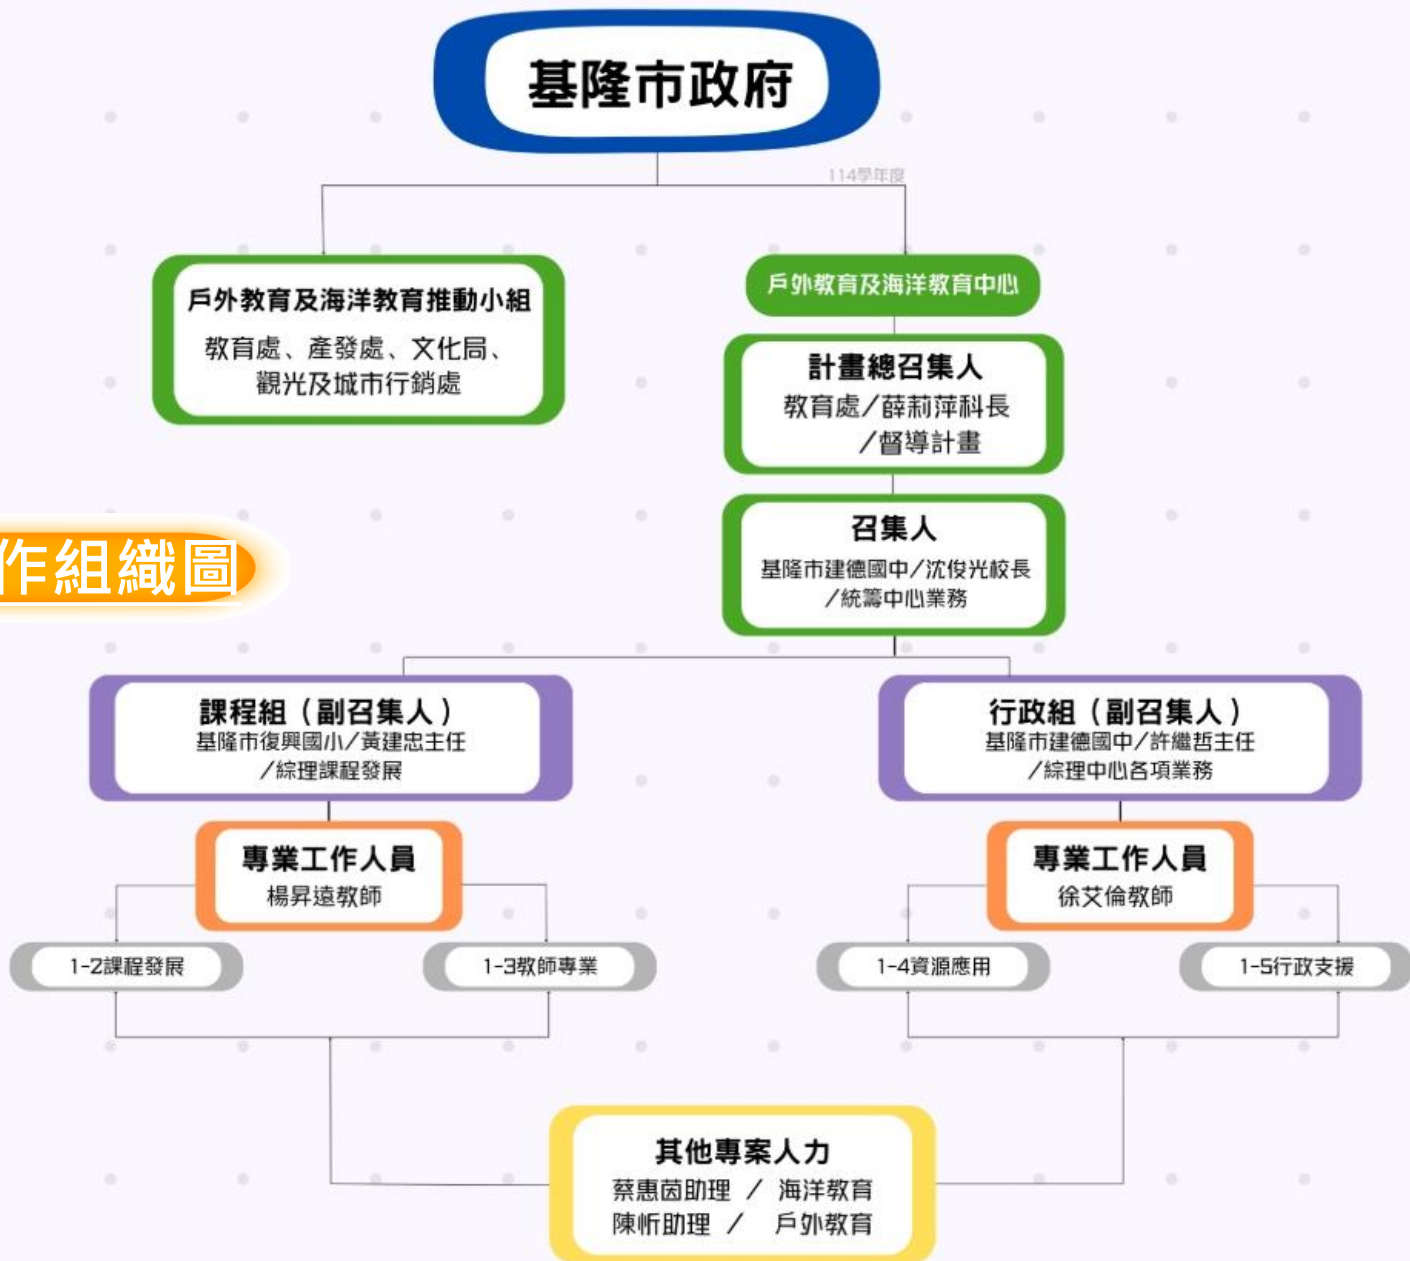 基隆市政府
114學年度
戶外教育及海洋教育推動小組
教育處、產發處、文化局、
觀光及城市行銷處
戶外教育及海洋教育中心
計畫總召集人
教育處/薛莉萍科長
/督導計畫
召集人
基隆市建德國中/沈俊光校長
/統籌中心業務
作組織圖
課程組（副召集人）
基隆市復興國小/黃建忠主任
/綜理課程發展
行政組（副召集人）
基隆市建德國中/許繼哲主任
/綜理中心各項業務
專業工作人員
楊昇遠教師
專業工作人員
徐艾倫教師
1-2課程發展
1-3教師專業
1-4資源應用
1-5行政支援
其他專案人力
蔡惠茵助理 / 海洋教育
陳忻助理 / 戶外教育